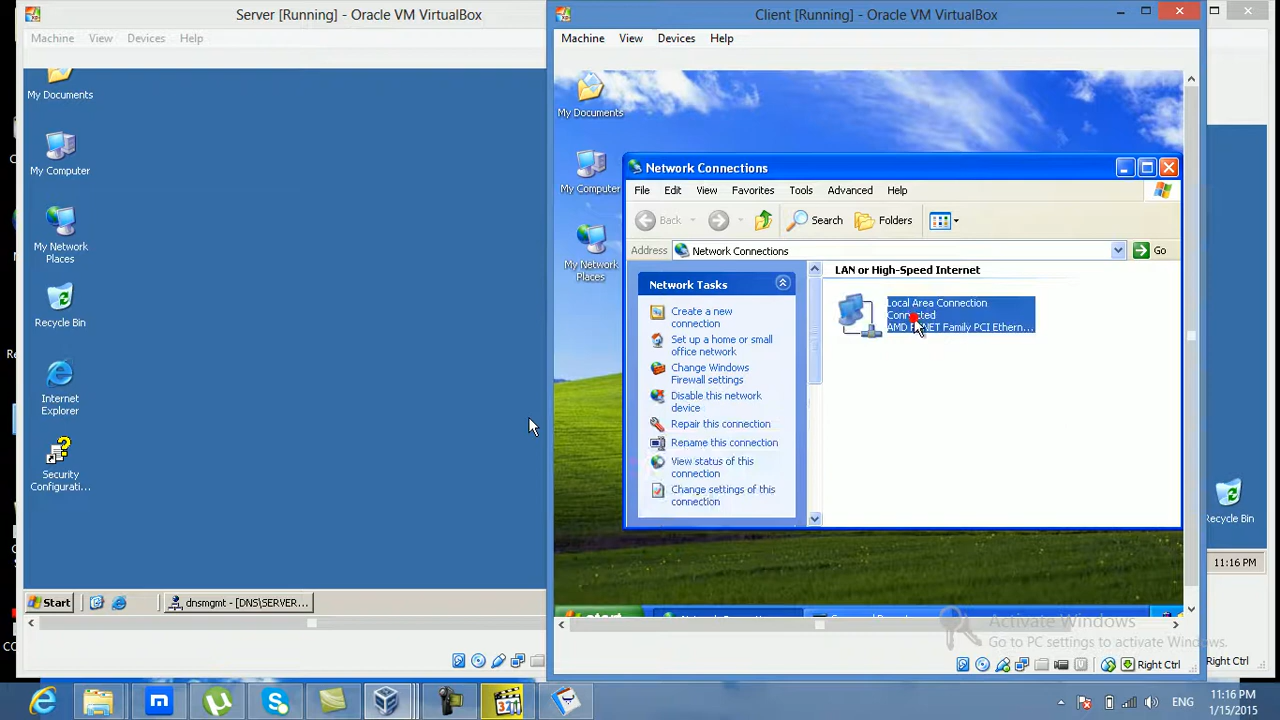 Server [Running] - Oracle VM VirtualBox
Machine View Devices Help
My Documents
My Computer
My Network
Places
Recycle Bin
Internet
Explorer
Security
Configurati...
Start
dnsmgmt - [DNS\SERVER...
Client [Running] - Oracle VM VirtualBox
Machine View Devices Help
My Documents
My Computer
My Network
Places
Network Connections
File Edit View Favorites Tools Advanced Help
Back Search Folders
Address Network Connections Go
Network Tasks
Create a new
connection
Set up a home or small
office network
Change Windows
Firewall settings
Disable this network
device
Repair this connection
Rename this connection
View status of this
connection
Change settings of this
connection
LAN or High-Speed Internet
Local Area Connection
AMD Family PCI Ethern...
Activate Windows
Go to PC settings to activate Windows.
Right Ctrl
Recycle Bin
11:16 PM
Right Ctrl
321
ENG
11:16 PM
1/15/2015